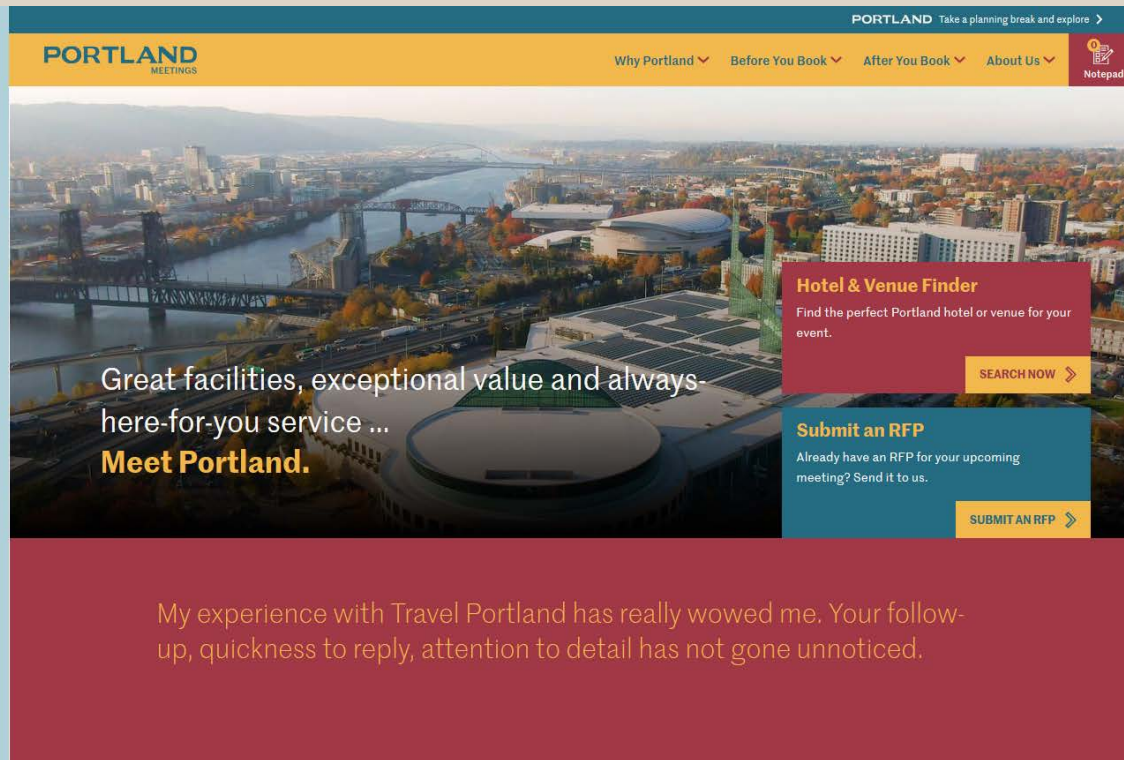 PORTLAND Take a planning break and explore
PORTLAND
MEETINGS
Why Portland
Before You Book
After You Book
About Us
0
Notepad
Great facilities, exceptional value and always-
here-for-you service ...
Meet Portland.
Hotel & Venue Finder
Find the perfect Portland hotel or venue for your
event.
SEARCH NOW
Submit an RFP
Already have an RFP for your upcoming
meeting? Send it to us.
SUBMIT AN RFP
My experience with Travel Portland has really wowed me. Your follow-
up, quickness to reply, attention to detail has not gone unnoticed.